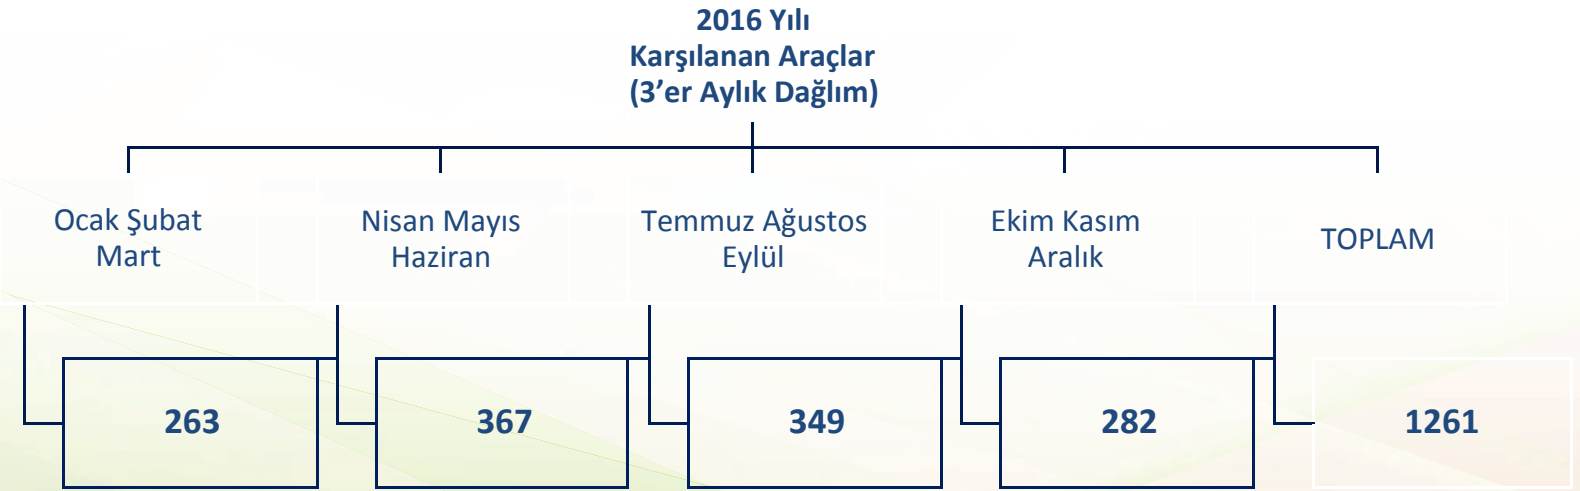 2016 Yılı
Karşılanan Araçlar
(3’er Aylık Dağlım)
Ocak Şubat
Mart
Nisan Mayıs
Haziran
Temmuz Ağustos
Eylül
Ekim Kasım
Aralık
TOPLAM
263
367
349
282
1261